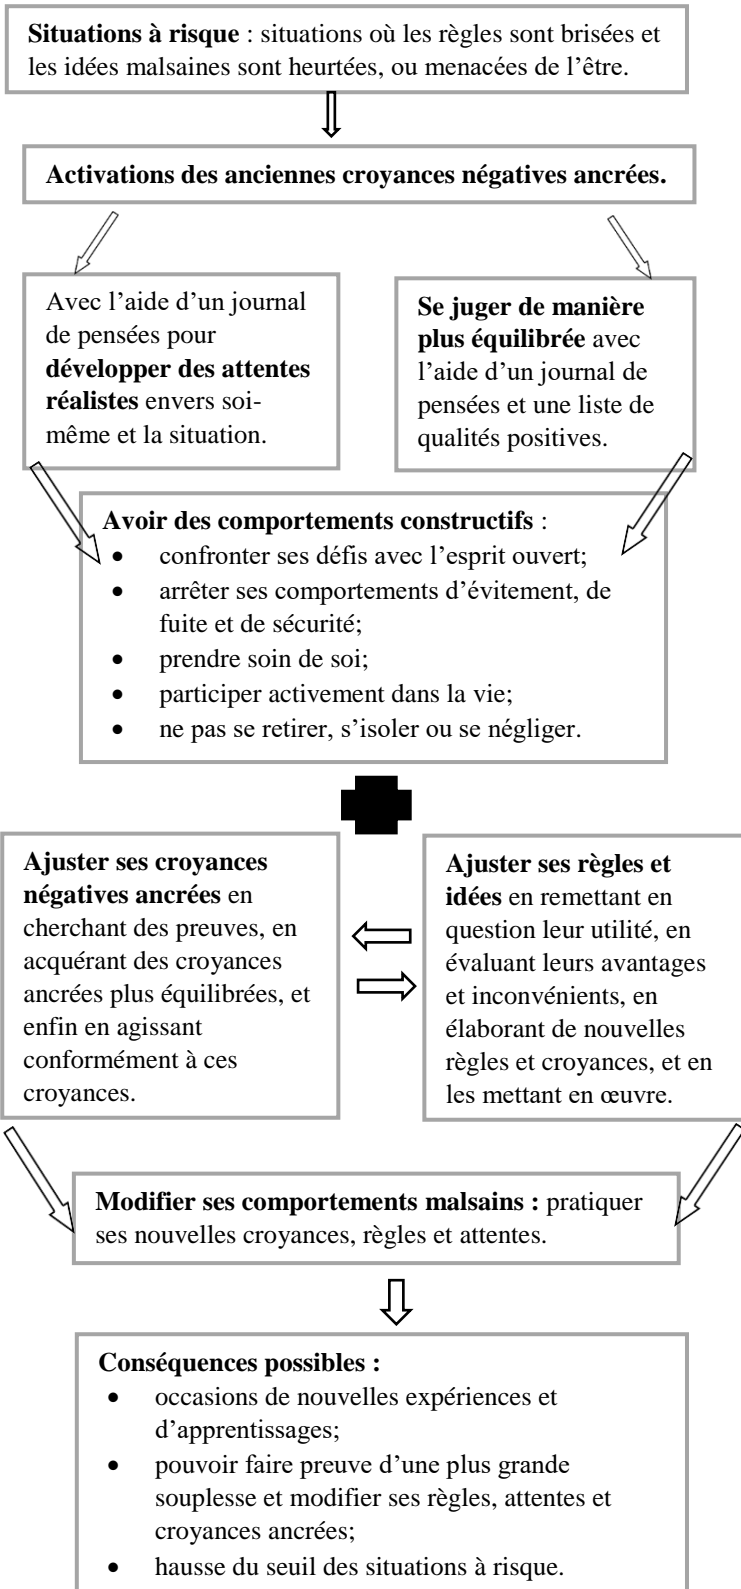 Situations à risque : situations où les règles sont brisées et
les idées malsaines sont heurtées, ou menacées de l’être.
Activations des anciennes croyances négatives ancrées.
Avec l’aide d’un journal
de pensées pour
développer des attentes
réalistes envers soi-
même et la situation.
Se juger de manière
plus équilibrée avec
l’aide d’un journal de
pensées et une liste de
qualités positives.
Avoir des comportements constructifs :
• confronter ses défis avec l’esprit ouvert;
• arrêter ses comportements d’évitement, de
fuite et de sécurité;
• prendre soin de soi;
• participer activement dans la vie;
• ne pas se retirer, s’isoler ou se négliger.
Ajuster ses croyances
négatives ancrées en
cherchant des preuves, en
acquérant des croyances
ancrées plus équilibrées, et
enfin en agissant
conformément à ces
croyances.
Ajuster ses règles et
idées en remettant en
question leur utilité, en
évaluant leurs avantages
et inconvénients, en
élaborant de nouvelles
règles et croyances, et en
les mettant en œuvre.
Modifier ses comportements malsains : pratiquer
ses nouvelles croyances, règles et attentes.
Conséquences possibles :
• occasions de nouvelles expériences et
d’apprentissages;
• pouvoir faire preuve d’une plus grande
souplesse et modifier ses règles, attentes et
croyances ancrées;
• hausse du seuil des situations à risque.